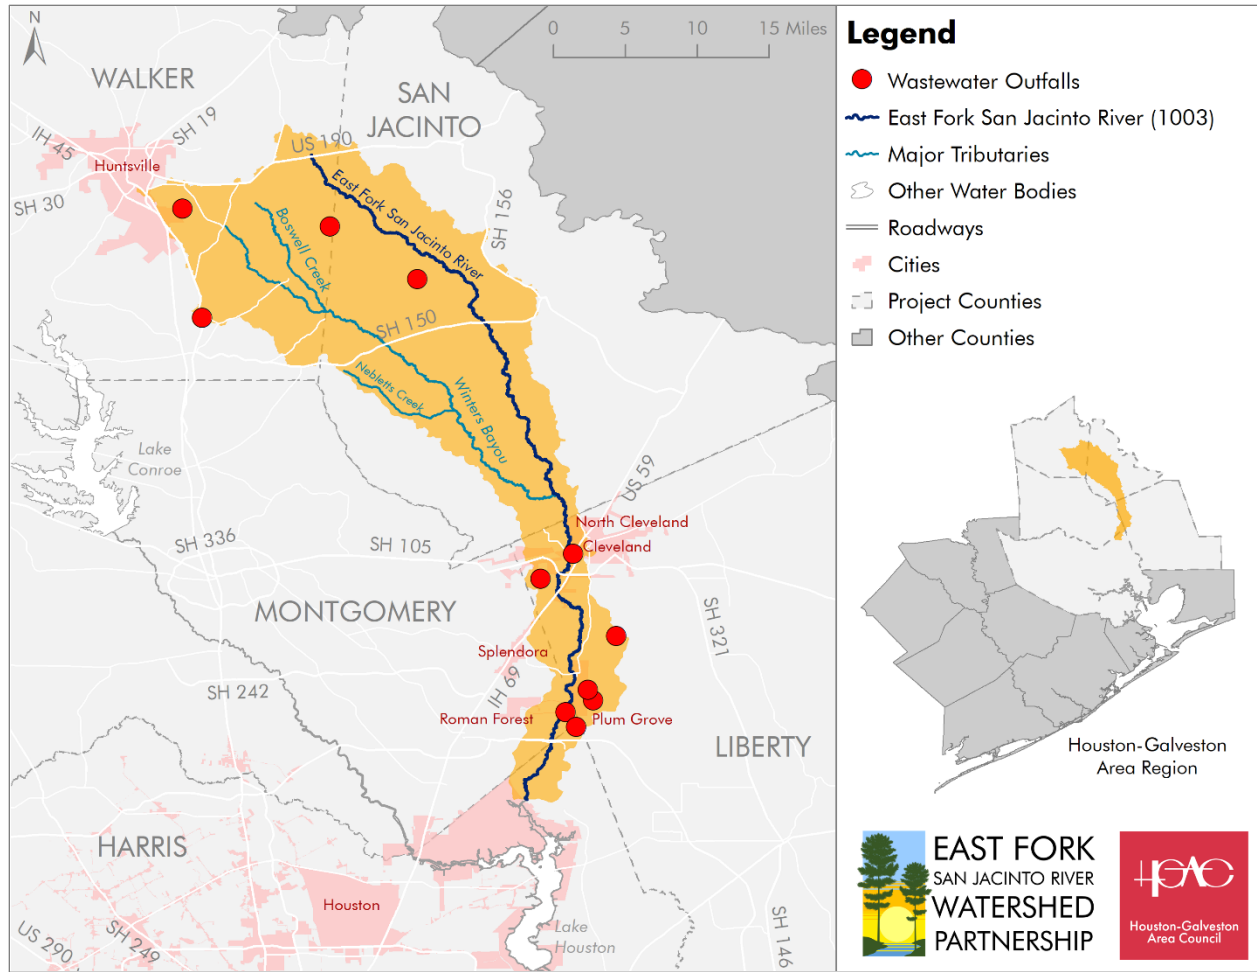 N
0 5 10 15 Miles
WALKER
SAN
JACINTO
SH 19
IH 45
US 190
Huntsville
SH 30
East Fork San Jacinto River
SH 156
Boswell Creek
SH 150
Nebletts Creek
Winters Bayou
Lake
Conroe
US 59
North Cleveland
Cleveland
SH 336
SH 105
MONTGOMERY
SH 321
Splendora
IH 69
SH 242
Roman Forest
Plum Grove
LIBERTY
HARRIS
Houston
Lake
Houston
US 290
SH 249
SH 146
Legend
Wastewater Outfalls
East Fork San Jacinto River (1003)
Major Tributaries
Other Water Bodies
Roadways
Cities
Project Counties
Other Counties
Houston-Galveston
Area Region
EAST FORK
SAN JACINTO RIVER
WATERSHED
PARTNERSHIP
HGAC
Houston-Galveston
Area Council